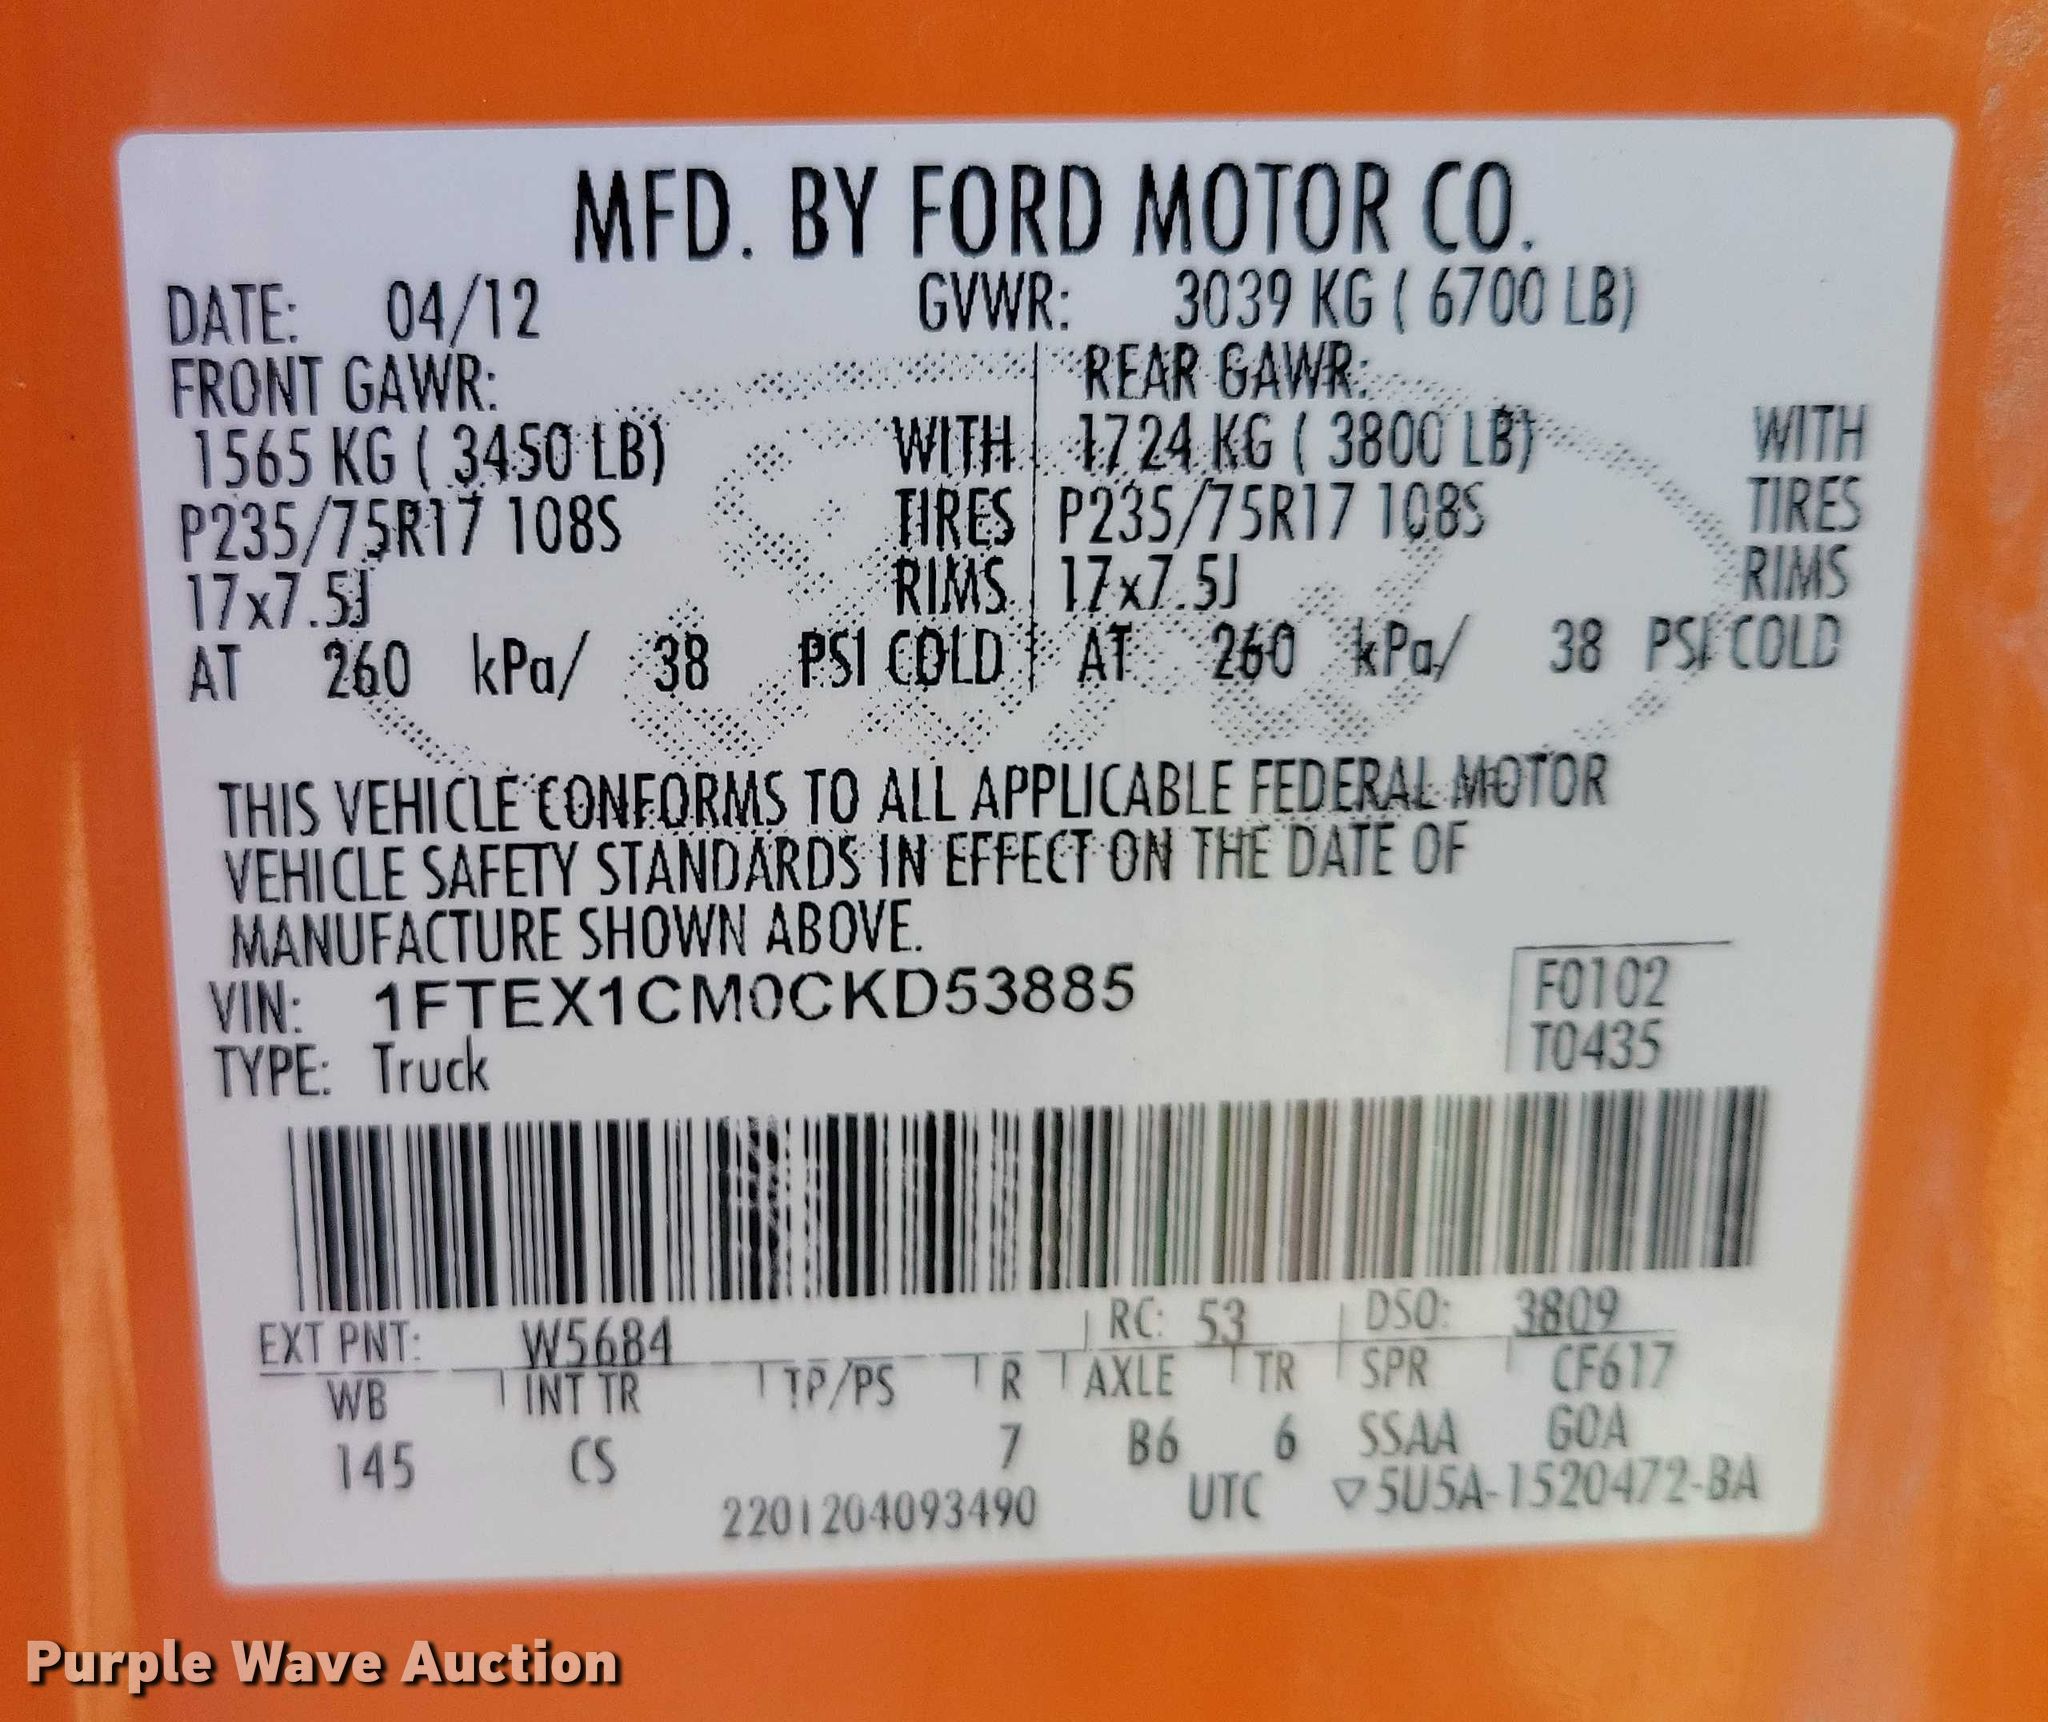 MFD. BY FORD MOTOR CO.
DATE: 04/12 GVWR: 3039 KG ( 6700 LB)
FRONT GAWR: REAR GAWR:
1565 KG ( 3450 LB) WITH 1724 KG ( 3800 LB) WITH
P235/75R17 108S TIRES P235/75R17 108S TIRES
17x7.5J RIMS 17x7.5J RIMS
AT 260 kPa/ 38 PSI COLD AT 260 kPa/ 38 PSI COLD
THIS VEHICLE CONFORMS TO ALL APPLICABLE FEDERAL MOTOR
VEHICLE SAFETY STANDARDS IN EFFECT ON THE DATE OF
MANUFACTURE SHOWN ABOVE.
VIN: 1FTEX1CM0CKD53885 F0102
TYPE: Truck T0435
EXT PNT: W5684 RC: 53 DSO: 3809
WB INT TR TP/PS R AXLE TR SPR CF617
145 CS 7 B6 6 SSAA GOA
2201204093490 UTC ▽5U5A-1520472-BA
Purple Wave Auction